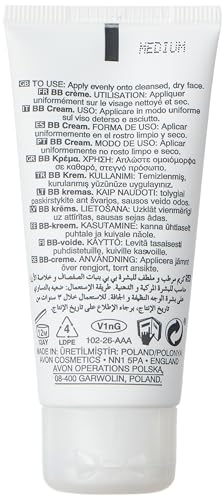 MEDIUM
GB TO USE: Apply evenly onto cleansed, dry face.
FR BB crème. UTILISATION: Appliquer
uniformément sur le visage nettoyé et sec.
IT BB Cream. USO: Applicare in modo uniforme
sul viso deterso e asciutto.
ES BB Cream. FORMA DE USO: Aplicar
uniformemente en el rostro limpio y seco.
PT BB Cream. MODO DE USO: Aplicar
uniformemente no rosto limpo e seco.
GR BB Κρέμα. ΧΡΗΣΗ: Απλώστε ομοιόμορφα
σε καθαρό, στεγνό πρόσωπο.
TR BB Krem. KULLANIMI: Temizlenmiş,
kurulanmış yüzünüze uygulayınız.
LT BB kremas. KAIP NAUDOTI: tolygiai
paskirstykite ant švarios, sausos veido odos.
LV BB krēms. LIETOŠANA: Uzklāt vienmērīgi
uz attīrītas, sausas sejas ādas.
EE BB-kreem. KASUTAMINE: kanna ühtlaselt
puhtale ja kuivale näole.
FI BB-voide. KÄYTTÖ: Levitä tasaisesti
puhdistetuille, kuiville kasvoille.
BB-creme. ANVÄNDNING: Applicera jämnt
över rengjort, torrt ansikte.
12M
DAY
4
LDPE
V1nG
102-26-AAA
MADE IN: ÜRETİLMİŞTİR: POLAND/POLONYA
AVON COSMETICS • NN1 5PA • ENGLAND
AVON OPERATIONS POLSKA,
08-400 GARWOLIN, POLAND.